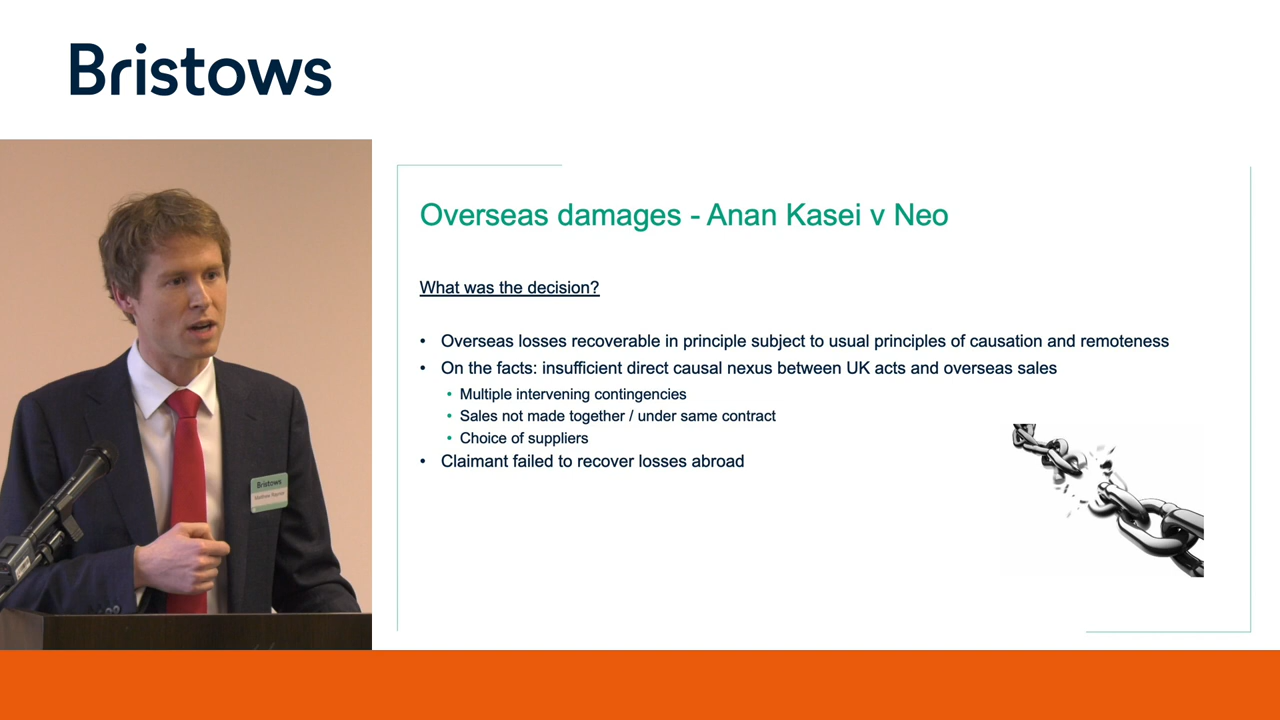 Bristows
Overseas damages - Anan Kasei v Neo
What was the decision?
• Overseas losses recoverable in principle subject to usual principles of causation and remoteness
• On the facts: insufficient direct causal nexus between UK acts and overseas sales
• Multiple intervening contingencies
• Sales not made together / under same contract
• Choice of suppliers
• Claimant failed to recover losses abroad
Bristows